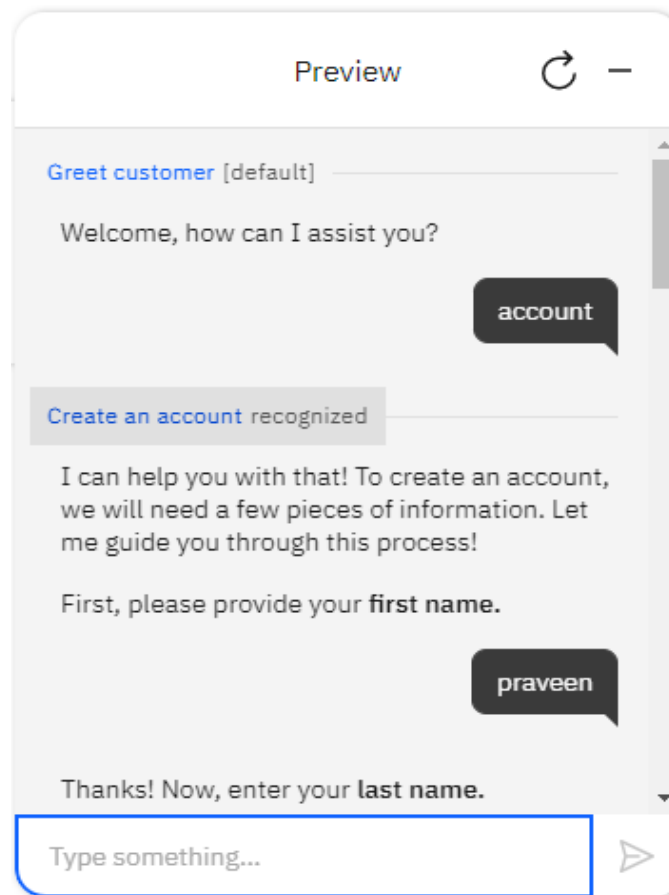 Preview
Greet customer [default]
Welcome, how can I assist you?
account
Create an account recognized
I can help you with that! To create an account,
we will need a few pieces of information. Let
me guide you through this process!
First, please provide your first name.
praveen
Thanks! Now, enter your last name.
Type something...